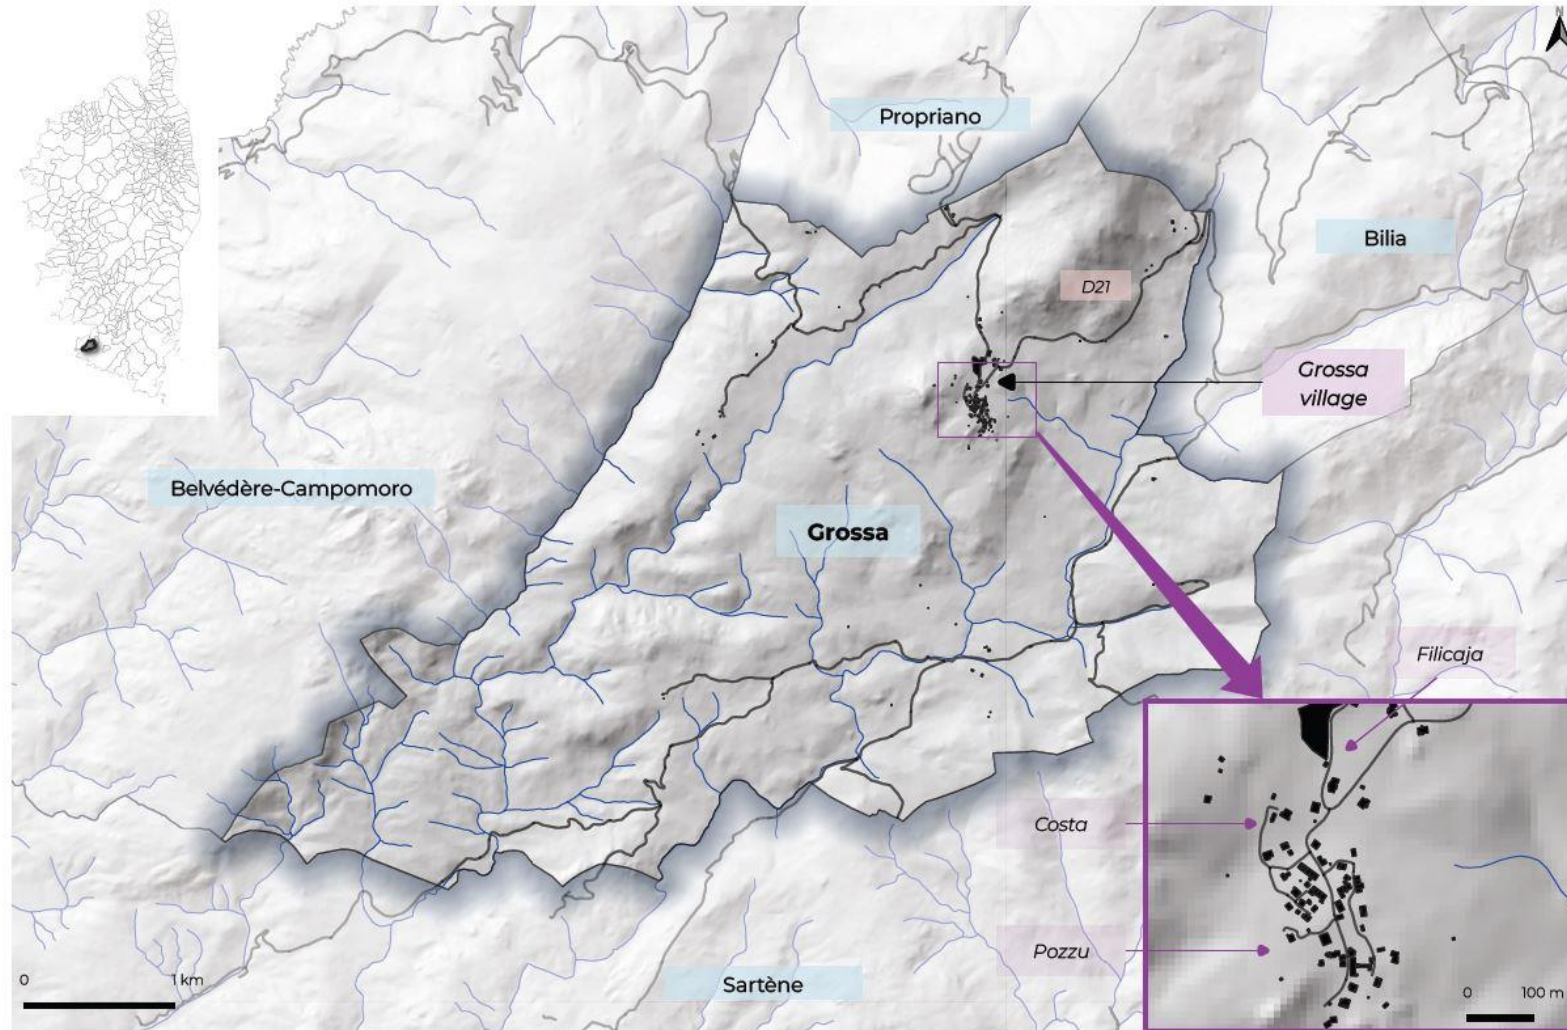 N
Propriano
Bilia
D21
Grossa
village
Belvédère-Campomoro
Grossa
Filicaja
Costa
Pozzu
Sartène
0 1 km
0 100 m